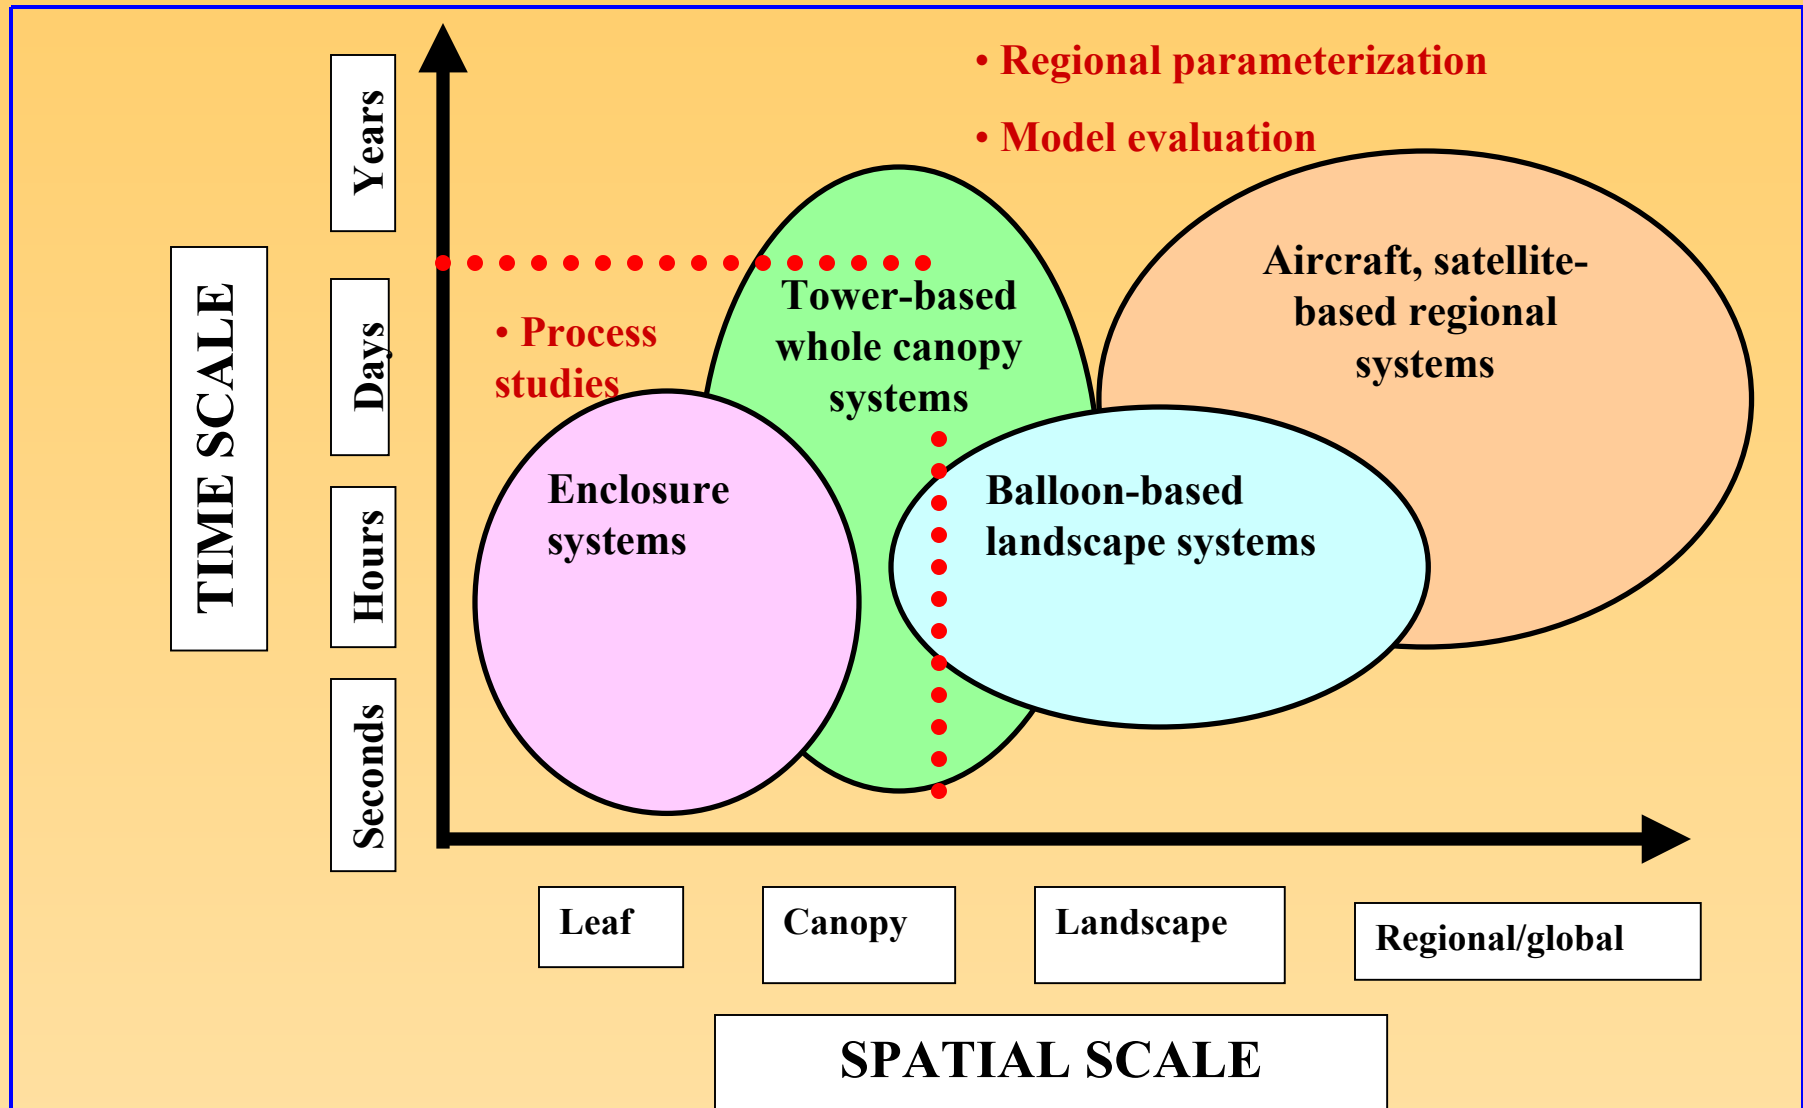 • Regional parameterization
• Model evaluation
Years
Days
Hours
Seconds
TIME SCALE
• Process
studies
Tower-based
whole canopy
systems
Aircraft, satellite-
based regional
systems
Enclosure
systems
Balloon-based
landscape systems
Leaf
Canopy
Landscape
Regional/global
SPATIAL SCALE